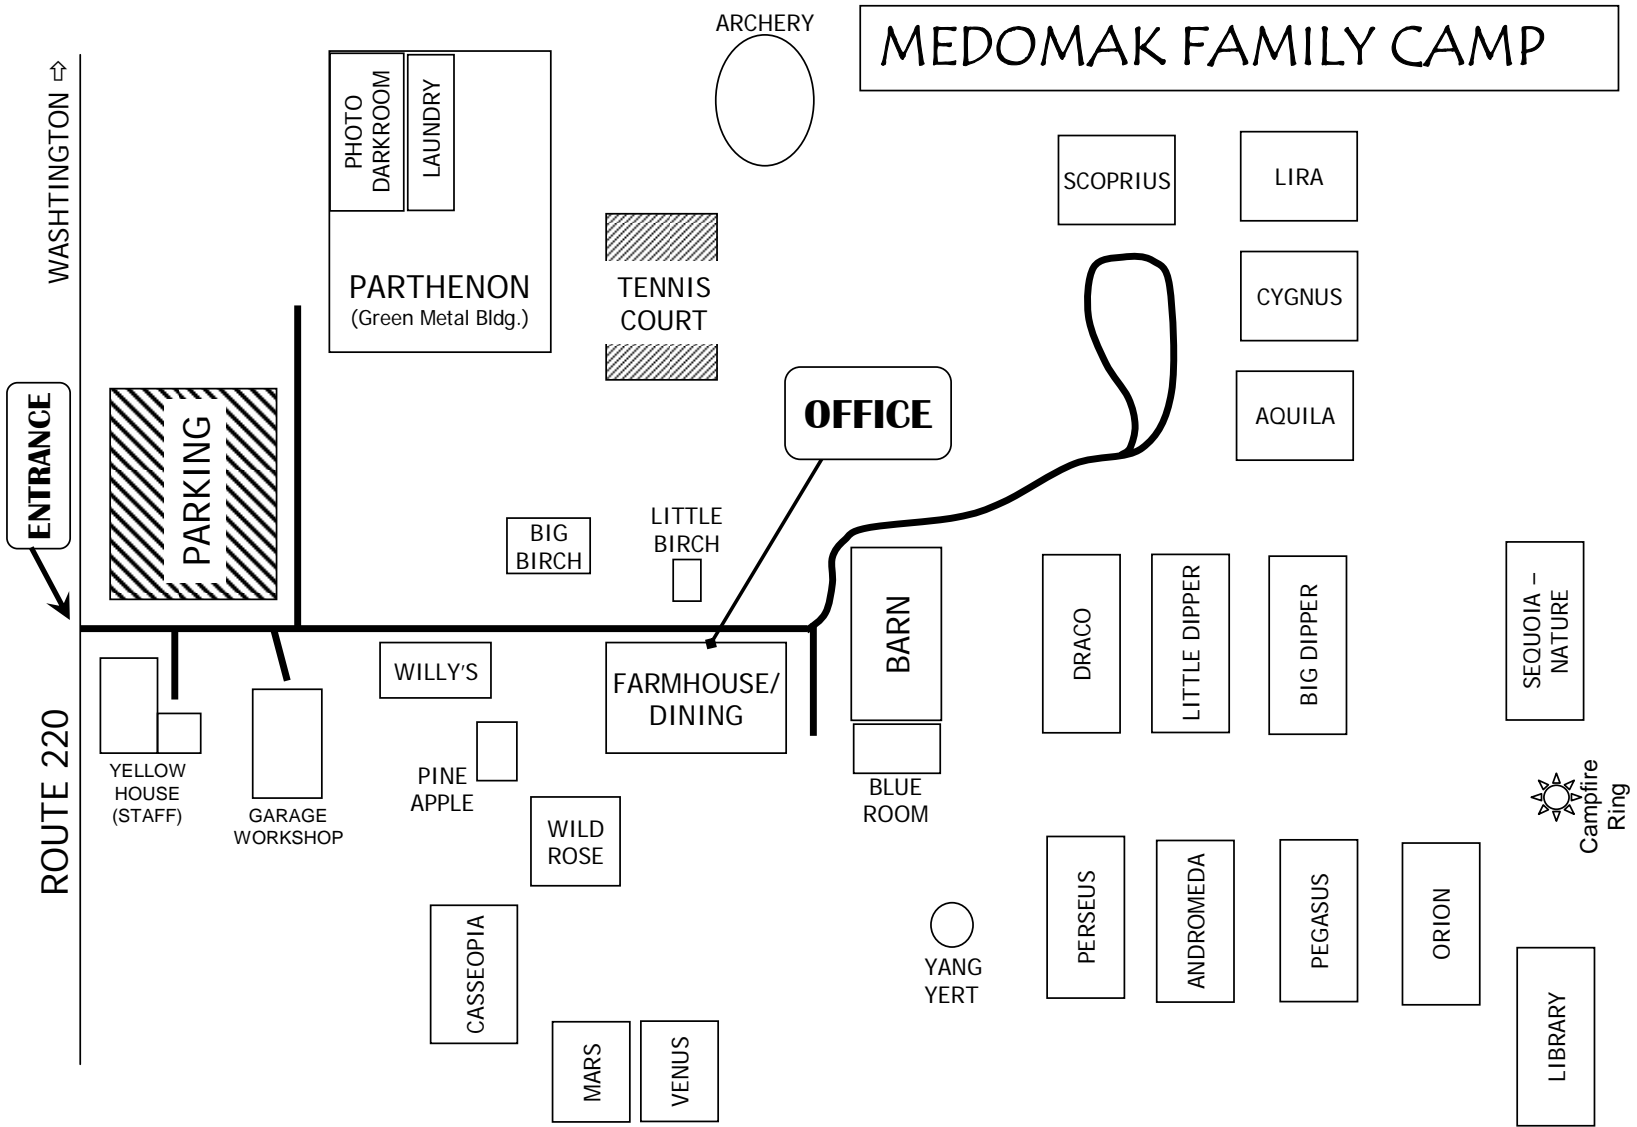 ARCHERY
MEDOMAK FAMILY CAMP
WASHTINGTON ⇨
PHOTO
DARKROOM
LAUNDRY
SCOPRIUS
LIRA
PARTHENON
(Green Metal Bldg.)
TENNIS
COURT
CYGNUS
ENTRANCE
PARKING
OFFICE
AQUILA
BIG
BIRCH
LITTLE
BIRCH
BARN
DRACO
LITTLE DIPPER
BIG DIPPER
SEQUOIA –
NATURE
WILLY'S
FARMHOUSE/
DINING
ROUTE 220
YELLOW
HOUSE
(STAFF)
GARAGE
WORKSHOP
PINE
APPLE
BLUE
ROOM
Campfire
Ring
WILD
ROSE
CASSEOPIA
YANG
YERT
PERSEUS
ANDROMEDA
PEGASUS
ORION
LIBRARY
MARS
VENUS